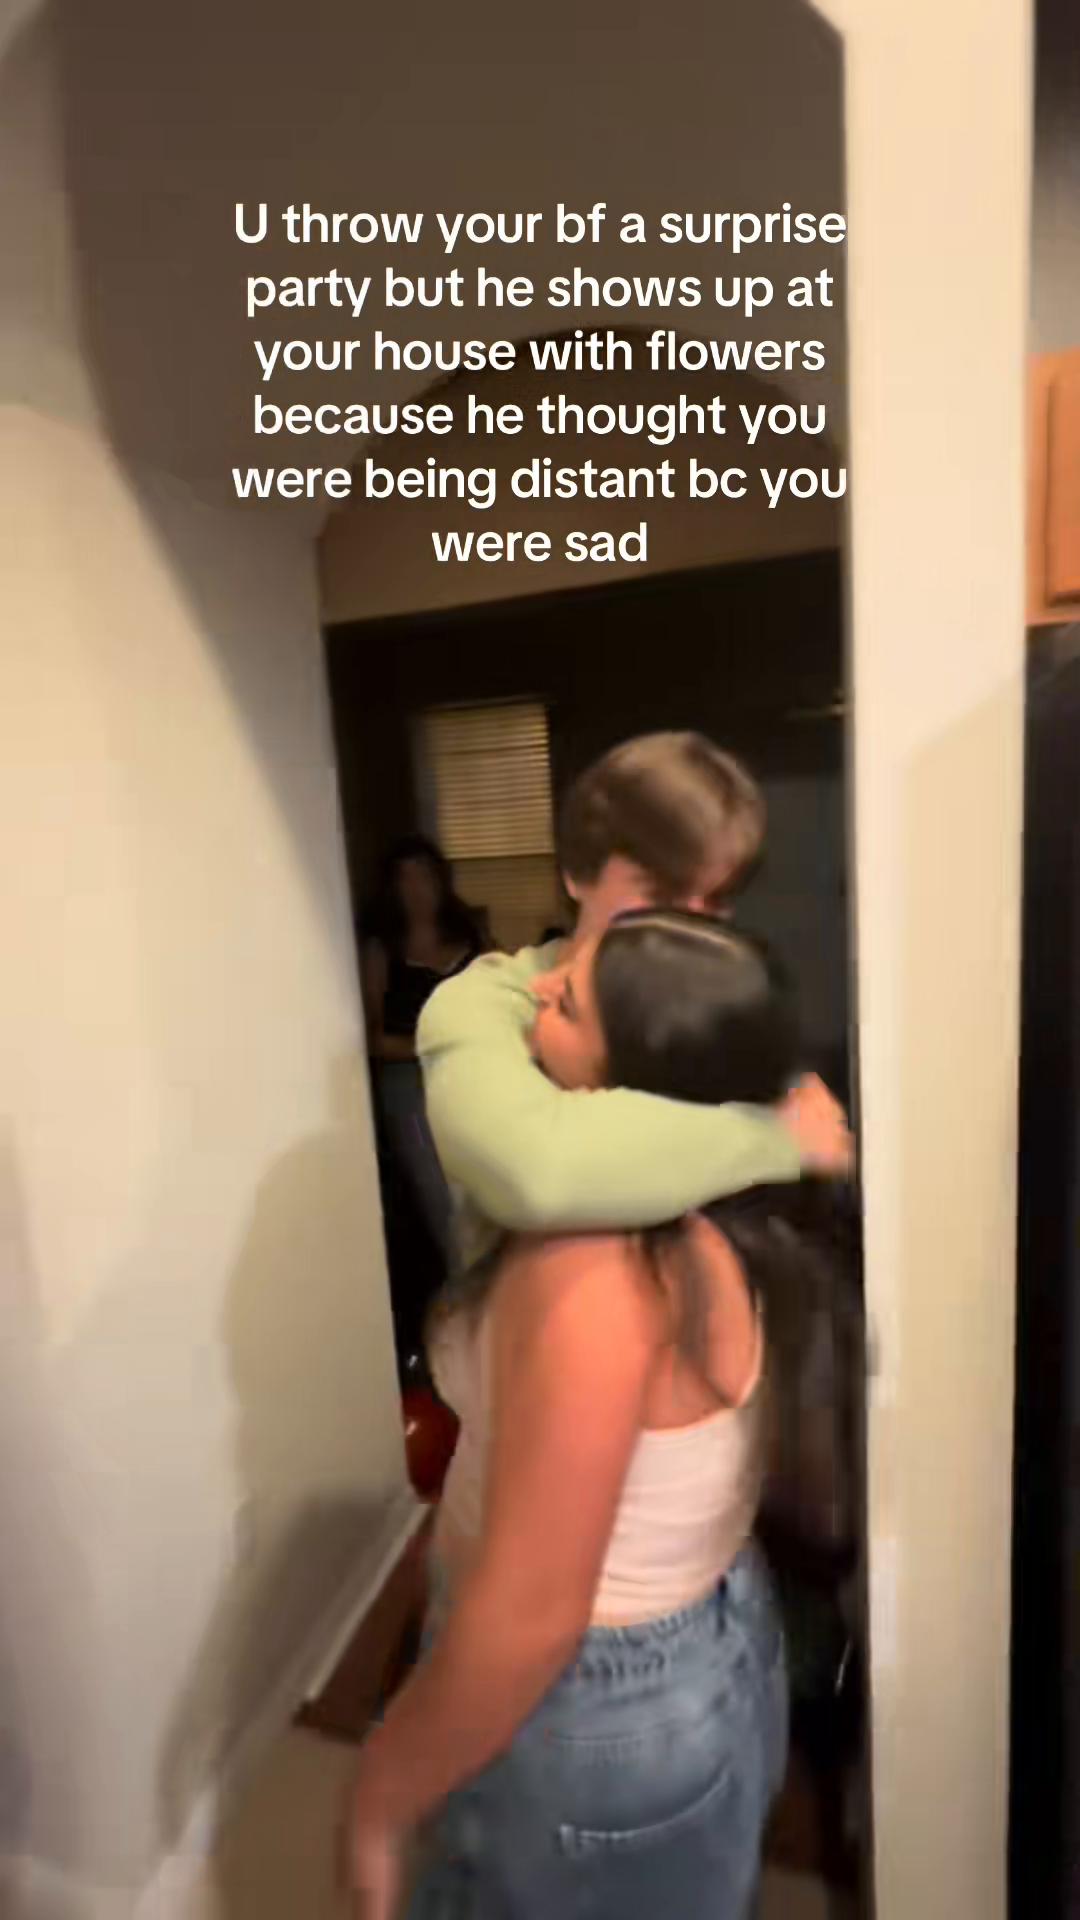 U throw your bf a surprise
party but he shows up at
your house with flowers
because he thought you
were being distant bc you
were sad